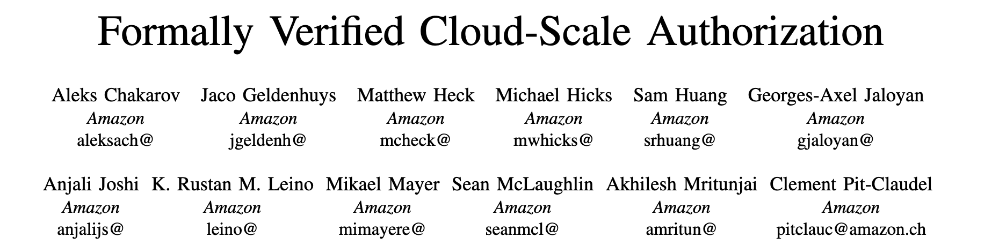 Formally Verified Cloud-Scale Authorization
Aleks Chakarov Jaco Geldenhuys Matthew Heck Michael Hicks Sam Huang Georges-Axel Jaloyan
Amazon Amazon Amazon Amazon Amazon Amazon
aleksach@ jgeldenh@ mcheck@ mwhicks@ srhuang@ gjaloyan@
Anjali Joshi K. Rustan M. Leino Mikael Mayer Sean McLaughlin Akhilesh Mritunjai Clement Pit-Claudel
Amazon Amazon Amazon Amazon Amazon Amazon
anjalijs@ leino@ mimayere@ seanmcl@ amritun@ pitclauc@amazon.ch